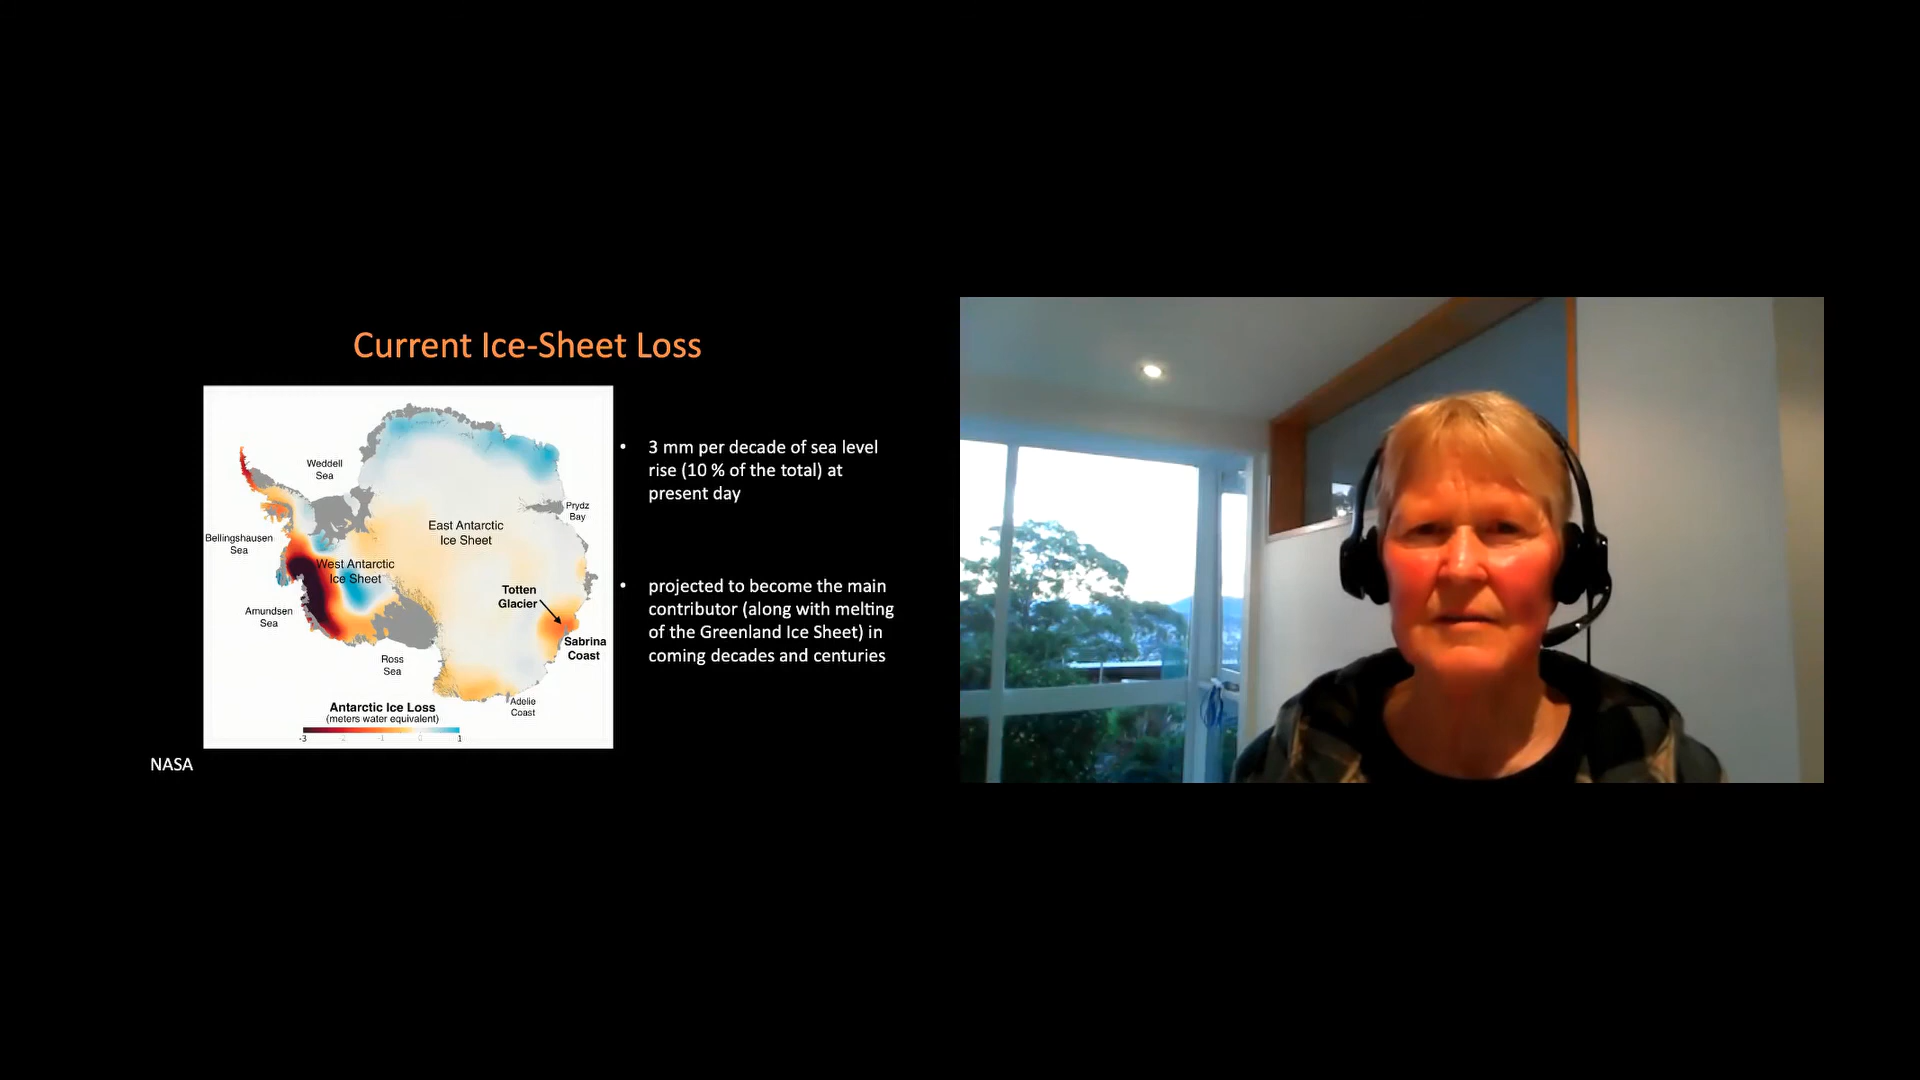 Current Ice-Sheet Loss
Weddell
Sea
Prydz
Bay
East Antarctic
Ice Sheet
Bellingshausen
Sea
West Antarctic
Ice Sheet
Totten
Glacier
Amundsen
Sea
Sabrina
Coast
Ross
Sea
Adelie
Coast
Antarctic Ice Loss
(meters water equivalent)
-3 -2 -1 0 1
NASA
• 3 mm per decade of sea level
rise (10 % of the total) at
present day
• projected to become the main
contributor (along with melting
of the Greenland Ice Sheet) in
coming decades and centuries